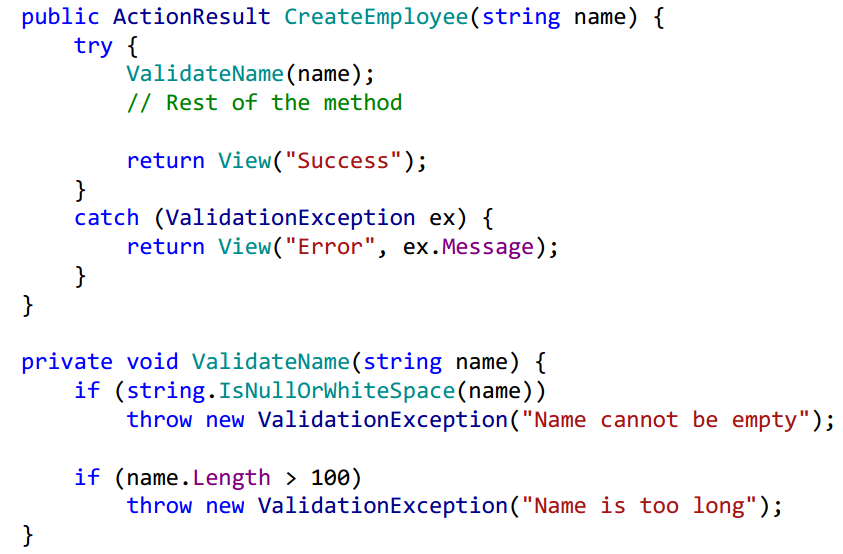 public ActionResult CreateEmployee(string name) {
    try {
        ValidateName(name);
        // Rest of the method

        return View("Success");
    }
    catch (ValidationException ex) {
        return View("Error", ex.Message);
    }
}

private void ValidateName(string name) {
    if (string.IsNullOrWhiteSpace(name))
        throw new ValidationException("Name cannot be empty");

    if (name.Length > 100)
        throw new ValidationException("Name is too long");
}